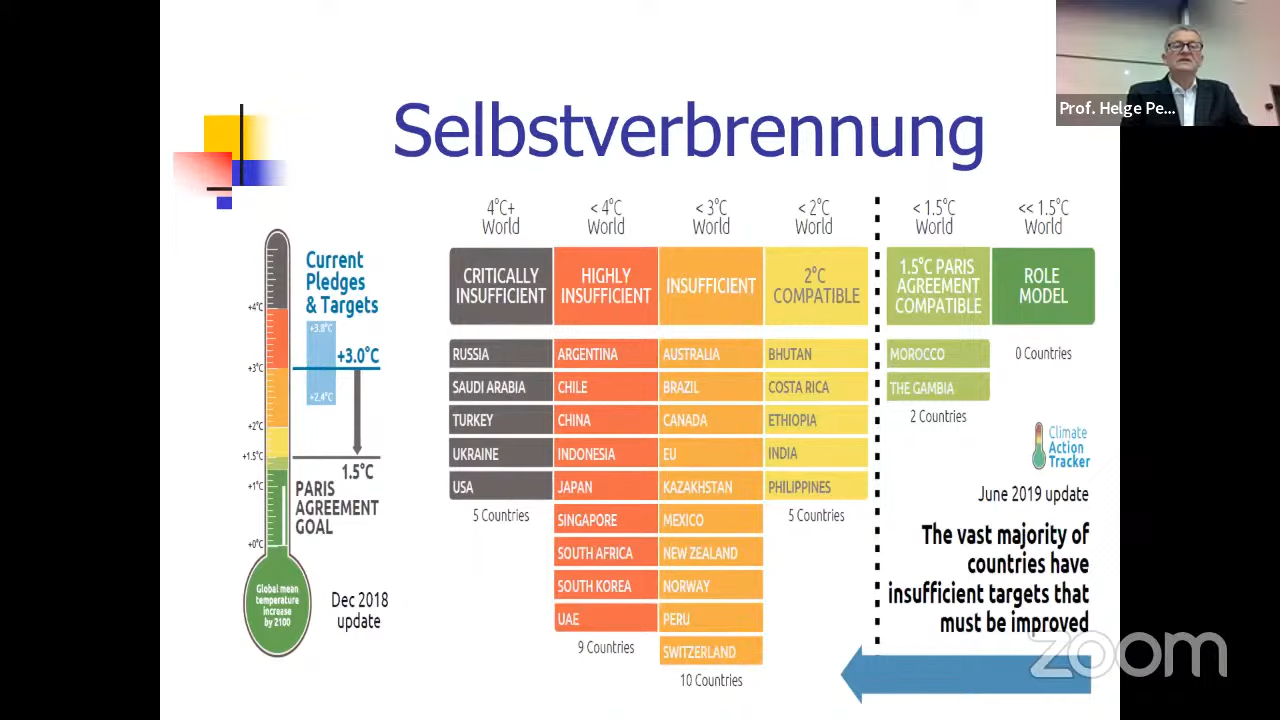 Prof. Helge Pe...
Selbstverbrennung
4°C+
World
< 4°C
World
< 3°C
World
< 2°C
World
< 1.5°C
World
<< 1.5°C
World
CRITICALLY
INSUFFICIENT
HIGHLY
INSUFFICIENT
INSUFFICIENT
2°C
COMPATIBLE
1.5°C PARIS
AGREEMENT
COMPATIBLE
ROLE
MODEL
Current
Pledges
& Targets
+4°C
+3.8°C
+3.0°C
+3°C
+2.4°C
+2°C
+1.5°C
1.5°C
+1°C
PARIS
AGREEMENT
GOAL
+0°C
Global mean
temperature
increase
by 2100
Dec 2018
update
RUSSIA
SAUDI ARABIA
TURKEY
UKRAINE
USA
5 Countries
ARGENTINA
CHILE
CHINA
INDONESIA
JAPAN
SINGAPORE
SOUTH AFRICA
SOUTH KOREA
UAE
9 Countries
AUSTRALIA
BRAZIL
CANADA
EU
KAZAKHSTAN
MEXICO
NEW ZEALAND
NORWAY
PERU
SWITZERLAND
10 Countries
BHUTAN
COSTA RICA
ETHIOPIA
INDIA
PHILIPPINES
5 Countries
MOROCCO
THE GAMBIA
2 Countries
0 Countries
Climate
Action
Tracker
June 2019 update
The vast majority of
countries have
insufficient targets that
must be improved
zoom